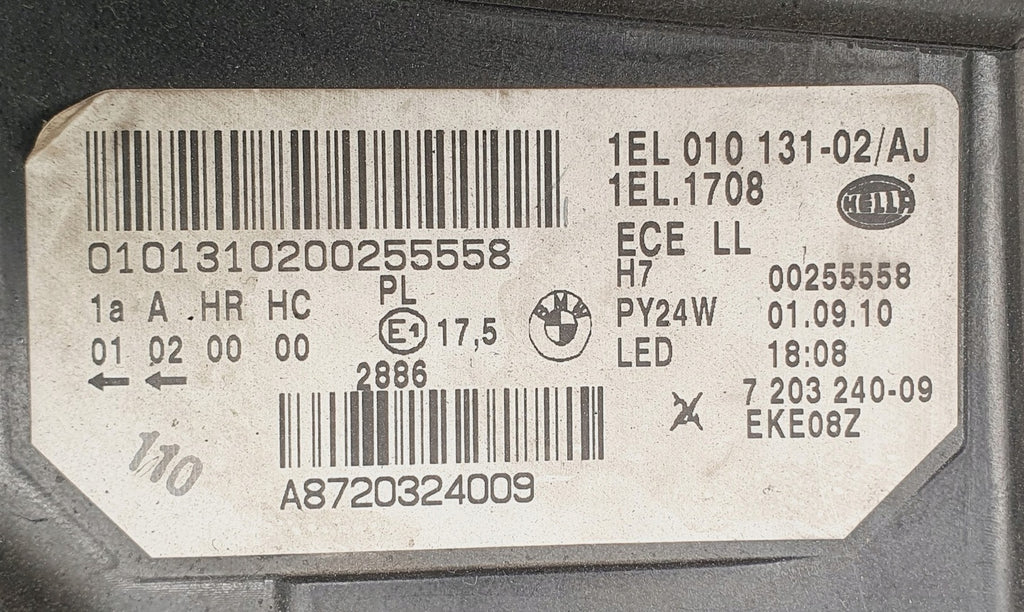 0101310200255558
1EL 010 131-02/AJ
1EL.1708
HELLA
ECE LL
H7 00255558
PY24W 01.09.10
LED 18:08
7 203 240-09
EKE08Z
1a A HR HC PL
01 02 00 00 E1 17,5
BMW
2886
A8720324009
110